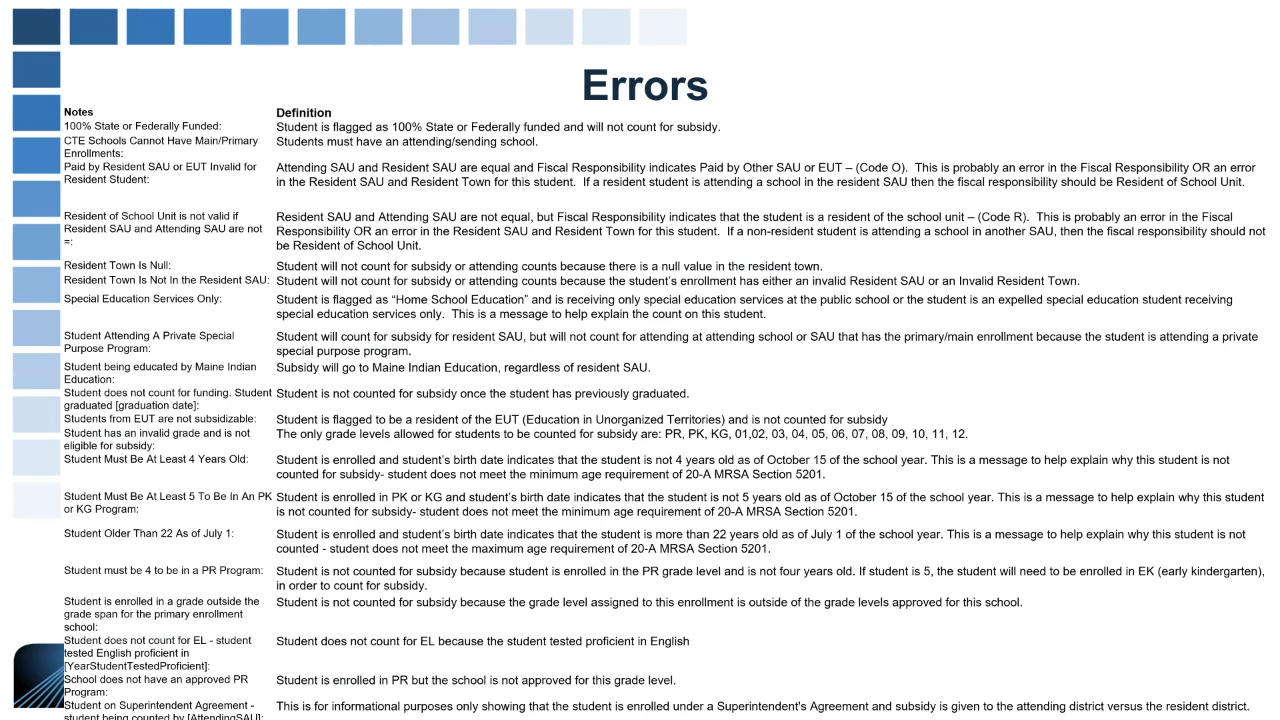 Errors
Notes
Definition
100% State or Federally Funded:
Student is flagged as 100% State or Federally funded and will not count for subsidy.
CTE Schools Cannot Have Main/Primary
Enrollments:
Students must have an attending/sending school.
Paid by Resident SAU or EUT Invalid for
Resident Student:
Attending SAU and Resident SAU are equal and Fiscal Responsibility indicates Paid by Other SAU or EUT – (Code O).  This is probably an error in the Fiscal Responsibility OR an error
in the Resident SAU and Resident Town for this student.  If a resident student is attending a school in the resident SAU then the fiscal responsibility should be Resident of School Unit.
Resident of School Unit is not valid if
Resident SAU and Attending SAU are not
=:
Resident SAU and Attending SAU are not equal, but Fiscal Responsibility indicates that the student is a resident of the school unit – (Code R).  This is probably an error in the Fiscal
Responsibility OR an error in the Resident SAU and Resident Town for this student.  If a non-resident student is attending a school in another SAU, then the fiscal responsibility should not
be Resident of School Unit.
Resident Town Is Null:
Student will not count for subsidy or attending counts because there is a null value in the resident town.
Resident Town Is Not In the Resident SAU:
Student will not count for subsidy or attending counts because the student's enrollment has either an invalid Resident SAU or an Invalid Resident Town.
Special Education Services Only:
Student is flagged as “Home School Education” and is receiving only special education services at the public school or the student is an expelled special education student receiving
special education services only.  This is a message to help explain the count on this student.
Student Attending A Private Special
Purpose Program:
Student will count for subsidy for resident SAU, but will not count for attending at attending school or SAU that has the primary/main enrollment because the student is attending a private
special purpose program.
Student being educated by Maine Indian
Education:
Subsidy will go to Maine Indian Education, regardless of resident SAU.
Student does not count for funding. Student
graduated [graduation date]:
Student is not counted for subsidy once the student has previously graduated.
Students from EUT are not subsidizable:
Student is flagged to be a resident of the EUT (Education in Unorganized Territories) and is not counted for subsidy
Student has an invalid grade and is not
eligible for subsidy:
The only grade levels allowed for students to be counted for subsidy are: PR, PK, KG, 01,02, 03, 04, 05, 06, 07, 08, 09, 10, 11, 12.
Student Must Be At Least 4 Years Old:
Student is enrolled and student's birth date indicates that the student is not 4 years old as of October 15 of the school year. This is a message to help explain why this student is not
counted for subsidy- student does not meet the minimum age requirement of 20-A MRSA Section 5201.
Student Must Be At Least 5 To Be In An PK
or KG Program:
Student is enrolled in PK or KG and student's birth date indicates that the student is not 5 years old as of October 15 of the school year. This is a message to help explain why this student
is not counted for subsidy- student does not meet the minimum age requirement of 20-A MRSA Section 5201.
Student Older Than 22 As of July 1:
Student is enrolled and student's birth date indicates that the student is more than 22 years old as of July 1 of the school year. This is a message to help explain why this student is not
counted - student does not meet the maximum age requirement of 20-A MRSA Section 5201.
Student must be 4 to be in a PR Program:
Student is not counted for subsidy because student is enrolled in the PR grade level and is not four years old. If student is 5, the student will need to be enrolled in EK (early kindergarten),
in order to count for subsidy.
Student is enrolled in a grade outside the
grade span for the primary enrollment
school:
Student is not counted for subsidy because the grade level assigned to this enrollment is outside of the grade levels approved for this school.
Student does not count for EL - student
tested English proficient in
[YearStudentTestedProficient]:
Student does not count for EL because the student tested proficient in English
School does not have an approved PR
Program:
Student is enrolled in PR but the school is not approved for this grade level.
Student on Superintendent Agreement -
student being counted by [AttendingSAU]:
This is for informational purposes only showing that the student is enrolled under a Superintendent's Agreement and subsidy is given to the attending district versus the resident district.